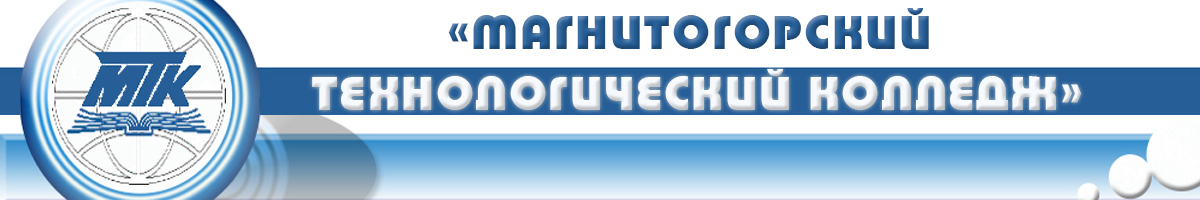 МТК
«МАГНИТОГОРСКИЙ
ТЕХНОЛОГИЧЕСКИЙ КОЛЛЕДЖ»